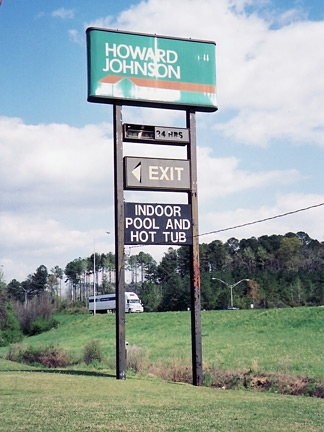 HOWARD
JOHNSON
24 HRS
EXIT
INDOOR
POOL AND
HOT TUB